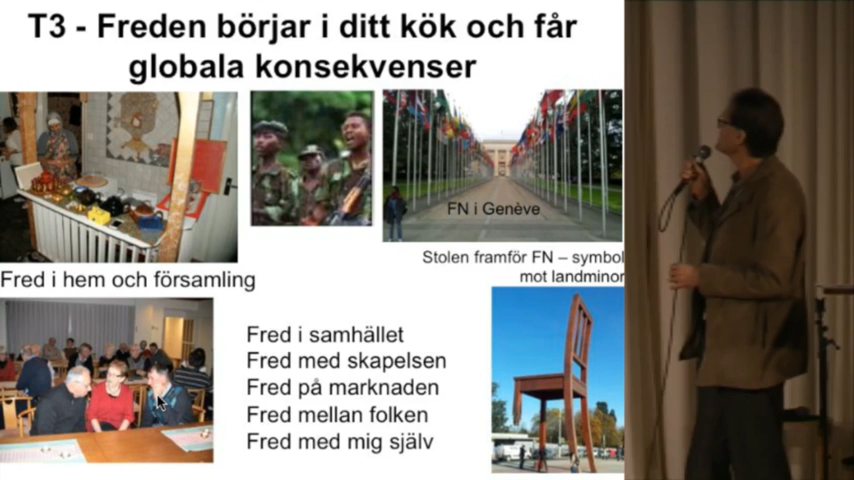 T3 - Freden börjar i ditt kök och får
globala konsekvenser
FN i Genève
Stolen framför FN – symbol
mot landminor
Fred i hem och församling
Fred i samhället
Fred med skapelsen
Fred på marknaden
Fred mellan folken
Fred med mig själv